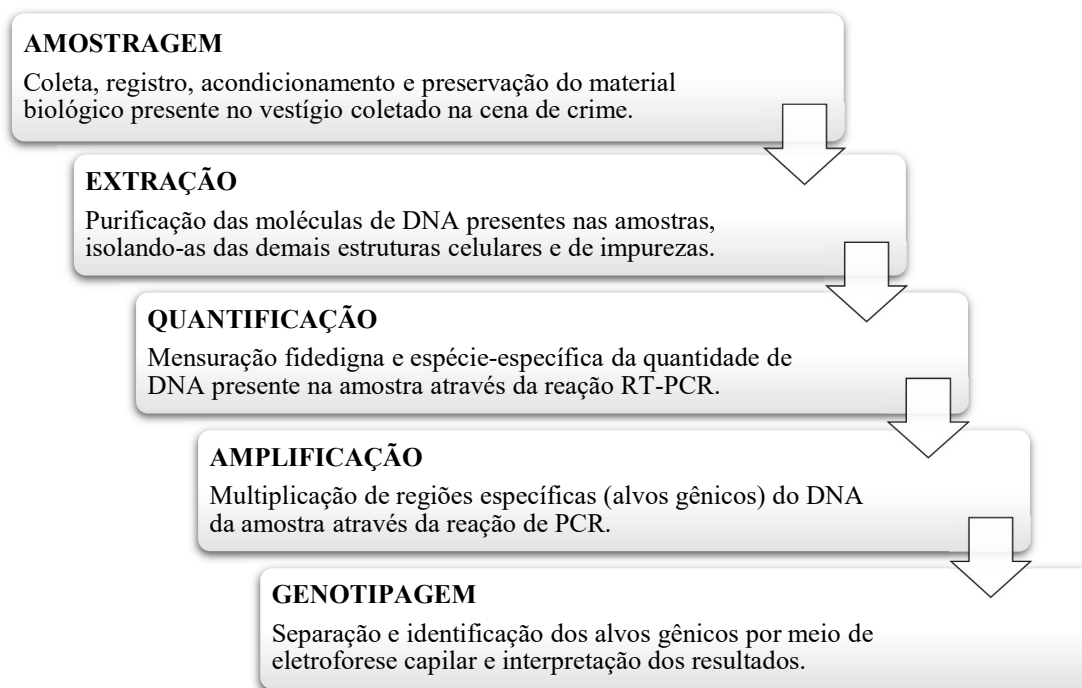 AMOSTRAGEM
Coleta, registro, acondicionamento e preservação do material
biológico presente no vestígio coletado na cena de crime.
EXTRAÇÃO
Purificação das moléculas de DNA presentes nas amostras,
isolando-as das demais estruturas celulares e de impurezas.
QUANTIFICAÇÃO
Mensuração fidedigna e espécie-específica da quantidade de
DNA presente na amostra através da reação RT-PCR.
AMPLIFICAÇÃO
Multiplicação de regiões específicas (alvos gênicos) do DNA
da amostra através da reação de PCR.
GENOTIPAGEM
Separação e identificação dos alvos gênicos por meio de
eletroforese capilar e interpretação dos resultados.